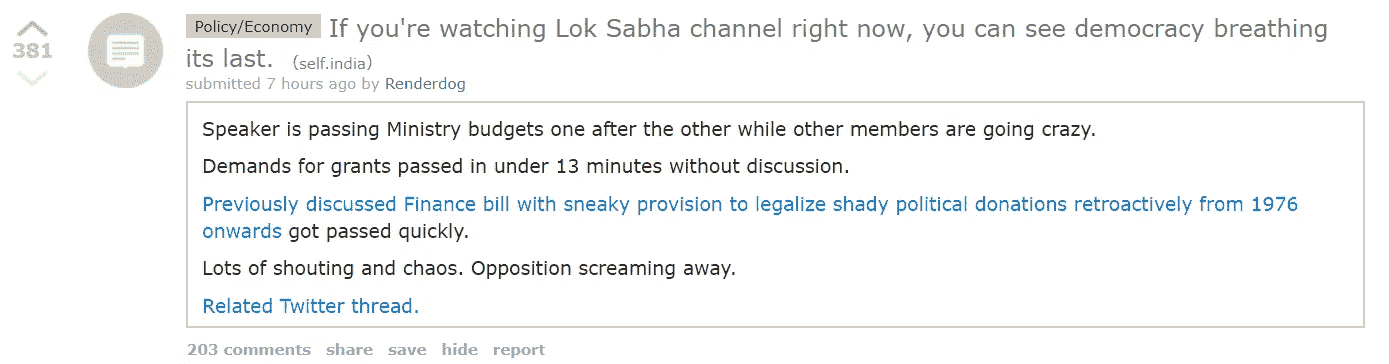 Policy/Economy If you're watching Lok Sabha channel right now, you can see democracy breathing
381
its last. (self.india)
submitted 7 hours ago by Renderdog
Speaker is passing Ministry budgets one after the other while other members are going crazy.
Demands for grants passed in under 13 minutes without discussion.
Previously discussed Finance bill with sneaky provision to legalize shady political donations retroactively from 1976
onwards got passed quickly.
Lots of shouting and chaos. Opposition screaming away.
Related Twitter thread.
203 comments share save hide report